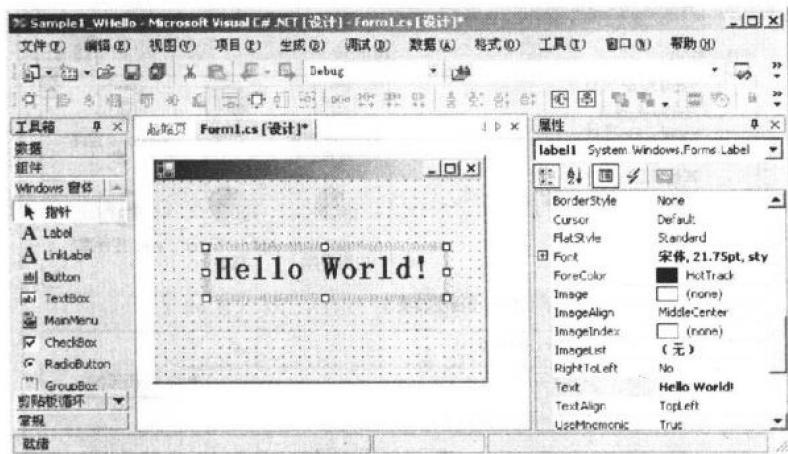 Sample1_WHello - Microsoft Visual C# .NET [设计] - Form1.cs [设计]*
文件(F) 编辑(E) 视图(V) 项目(P) 生成(B) 调试(D) 数据(A) 格式(O) 工具(T) 窗口(W) 帮助(H)
Debug
工具箱
数据
组件
Windows 窗体
指针
Label
LinkLabel
Button
TextBox
MainMenu
CheckBox
RadioButton
GroupBox
剪贴板循环
常规
起始页 Form1.cs [设计]*
Hello World!
属性
label1 System.Windows.Forms.Label
BorderStyle None
Cursor Default
FlatStyle Standard
Font 宋体, 21.75pt, sty
ForeColor HotTrack
Image (none)
ImageAlign MiddleCenter
ImageIndex (none)
ImageList (无)
RightToLeft No
Text Hello World!
TextAlign TopLeft
UseMnemonic True
就绪